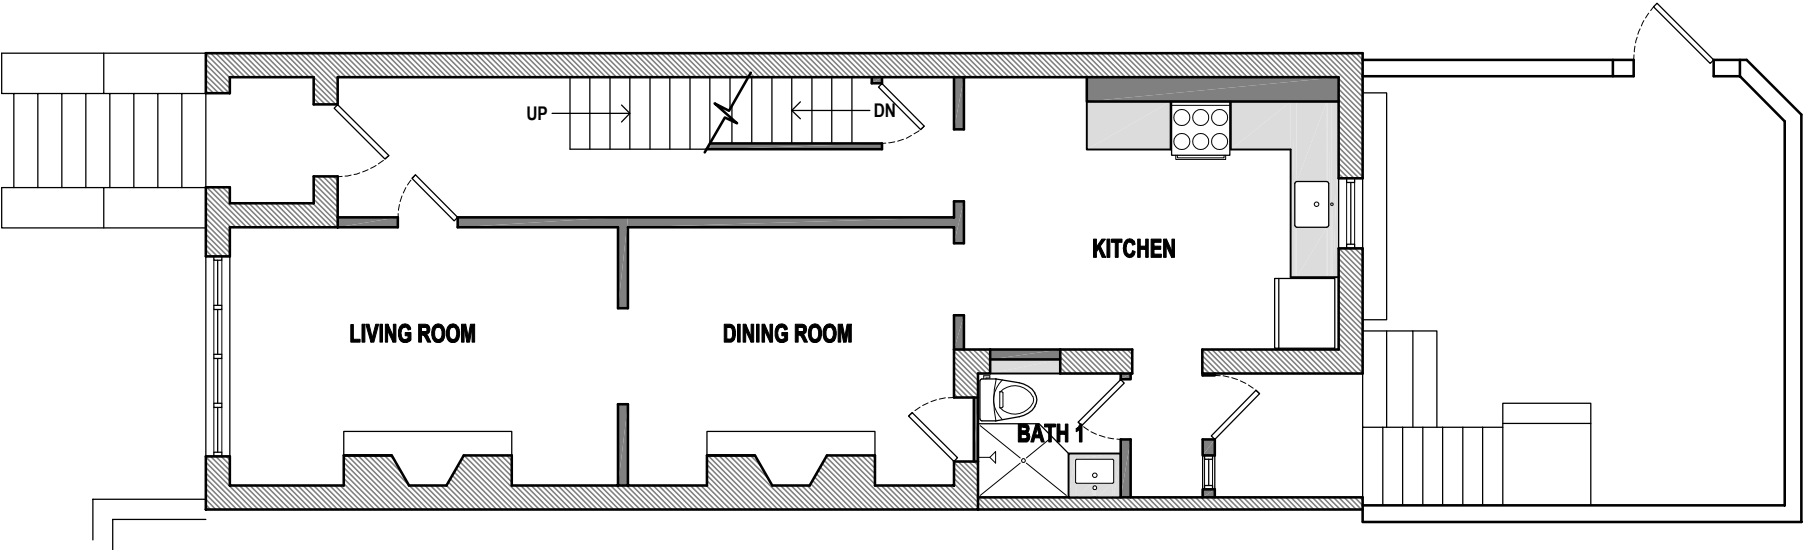 UP
DN
KITCHEN
LIVING ROOM
DINING ROOM
BATH 1